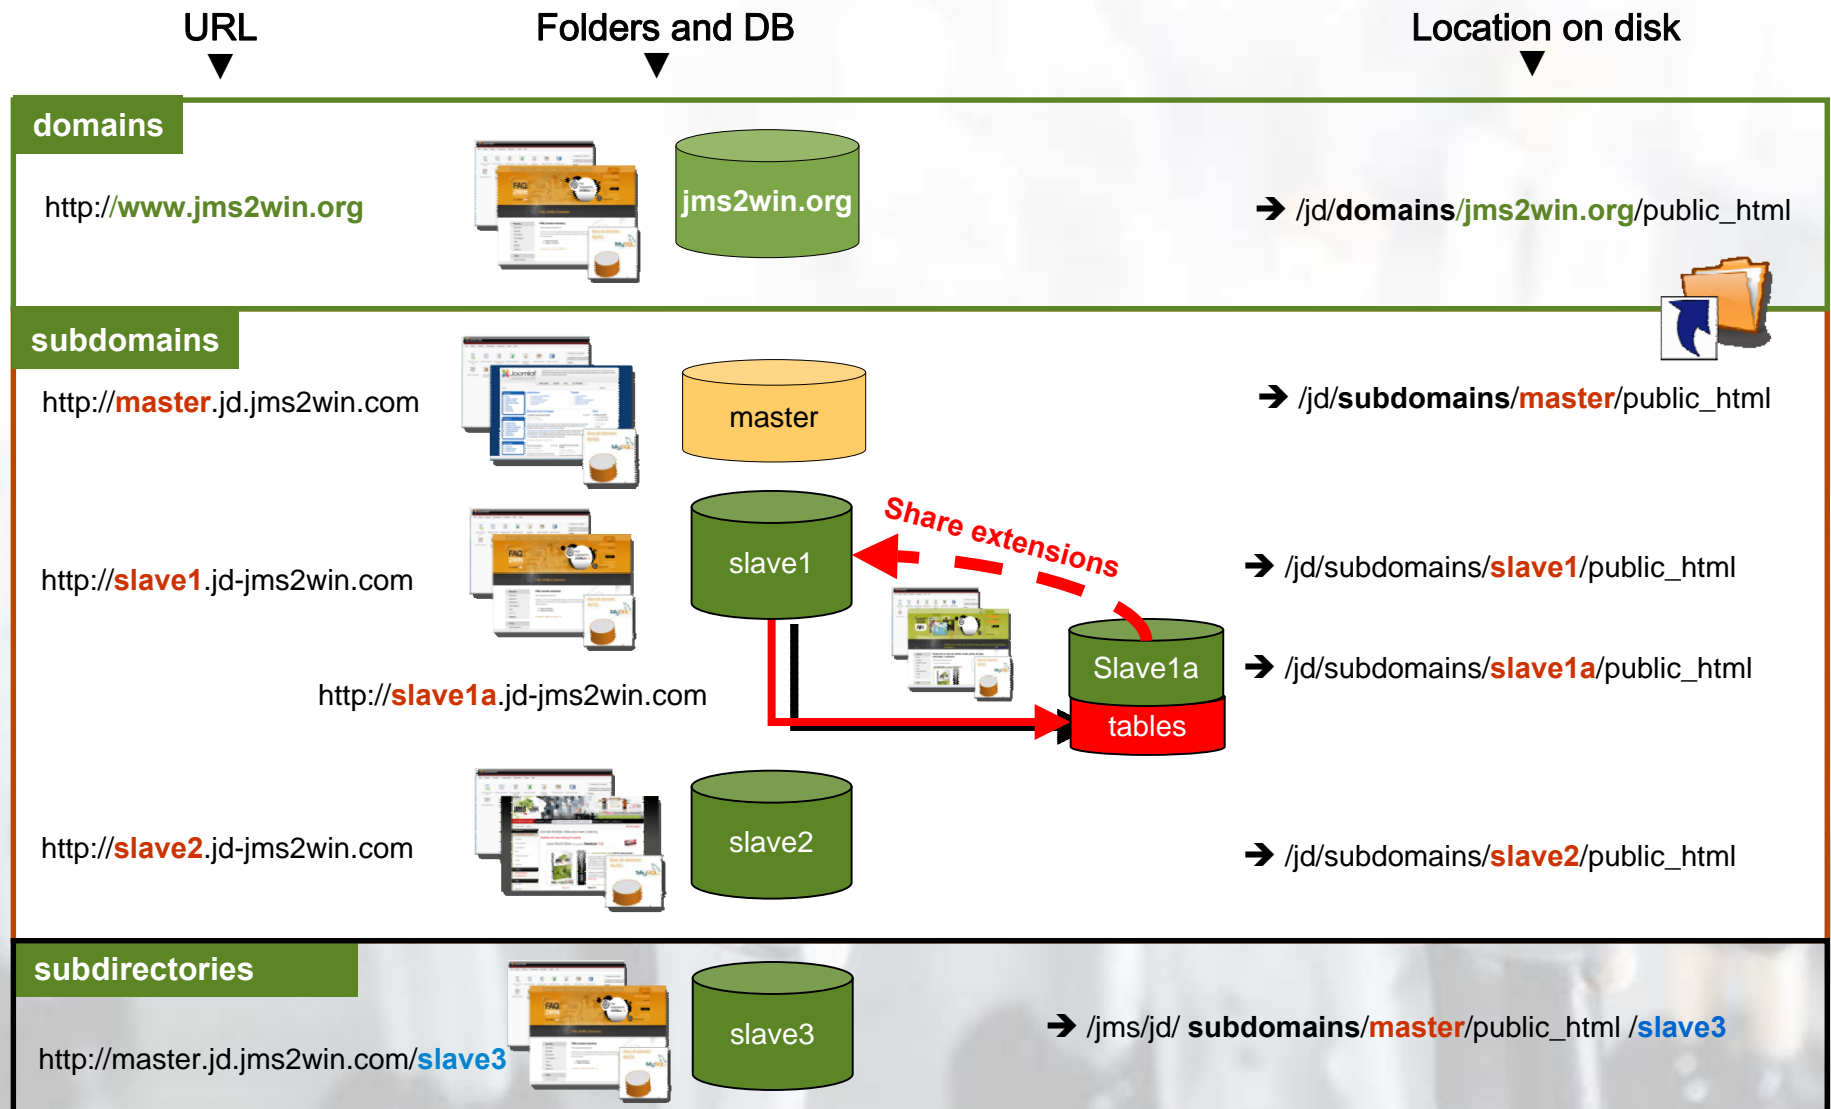 URL
Folders and DB
Location on disk
domains
http://www.jms2win.org
jms2win.org
➔ /jd/domains/jms2win.org/public_html
subdomains
http://master.jd.jms2win.com
master
➔ /jd/subdomains/master/public_html
Share extensions
http://slave1.jd-jms2win.com
slave1
➔ /jd/subdomains/slave1/public_html
http://slave1a.jd-jms2win.com
Slave1a
tables
➔ /jd/subdomains/slave1a/public_html
http://slave2.jd-jms2win.com
slave2
➔ /jd/subdomains/slave2/public_html
subdirectories
http://master.jd.jms2win.com/slave3
slave3
➔ /jms/jd/ subdomains/master/public_html /slave3